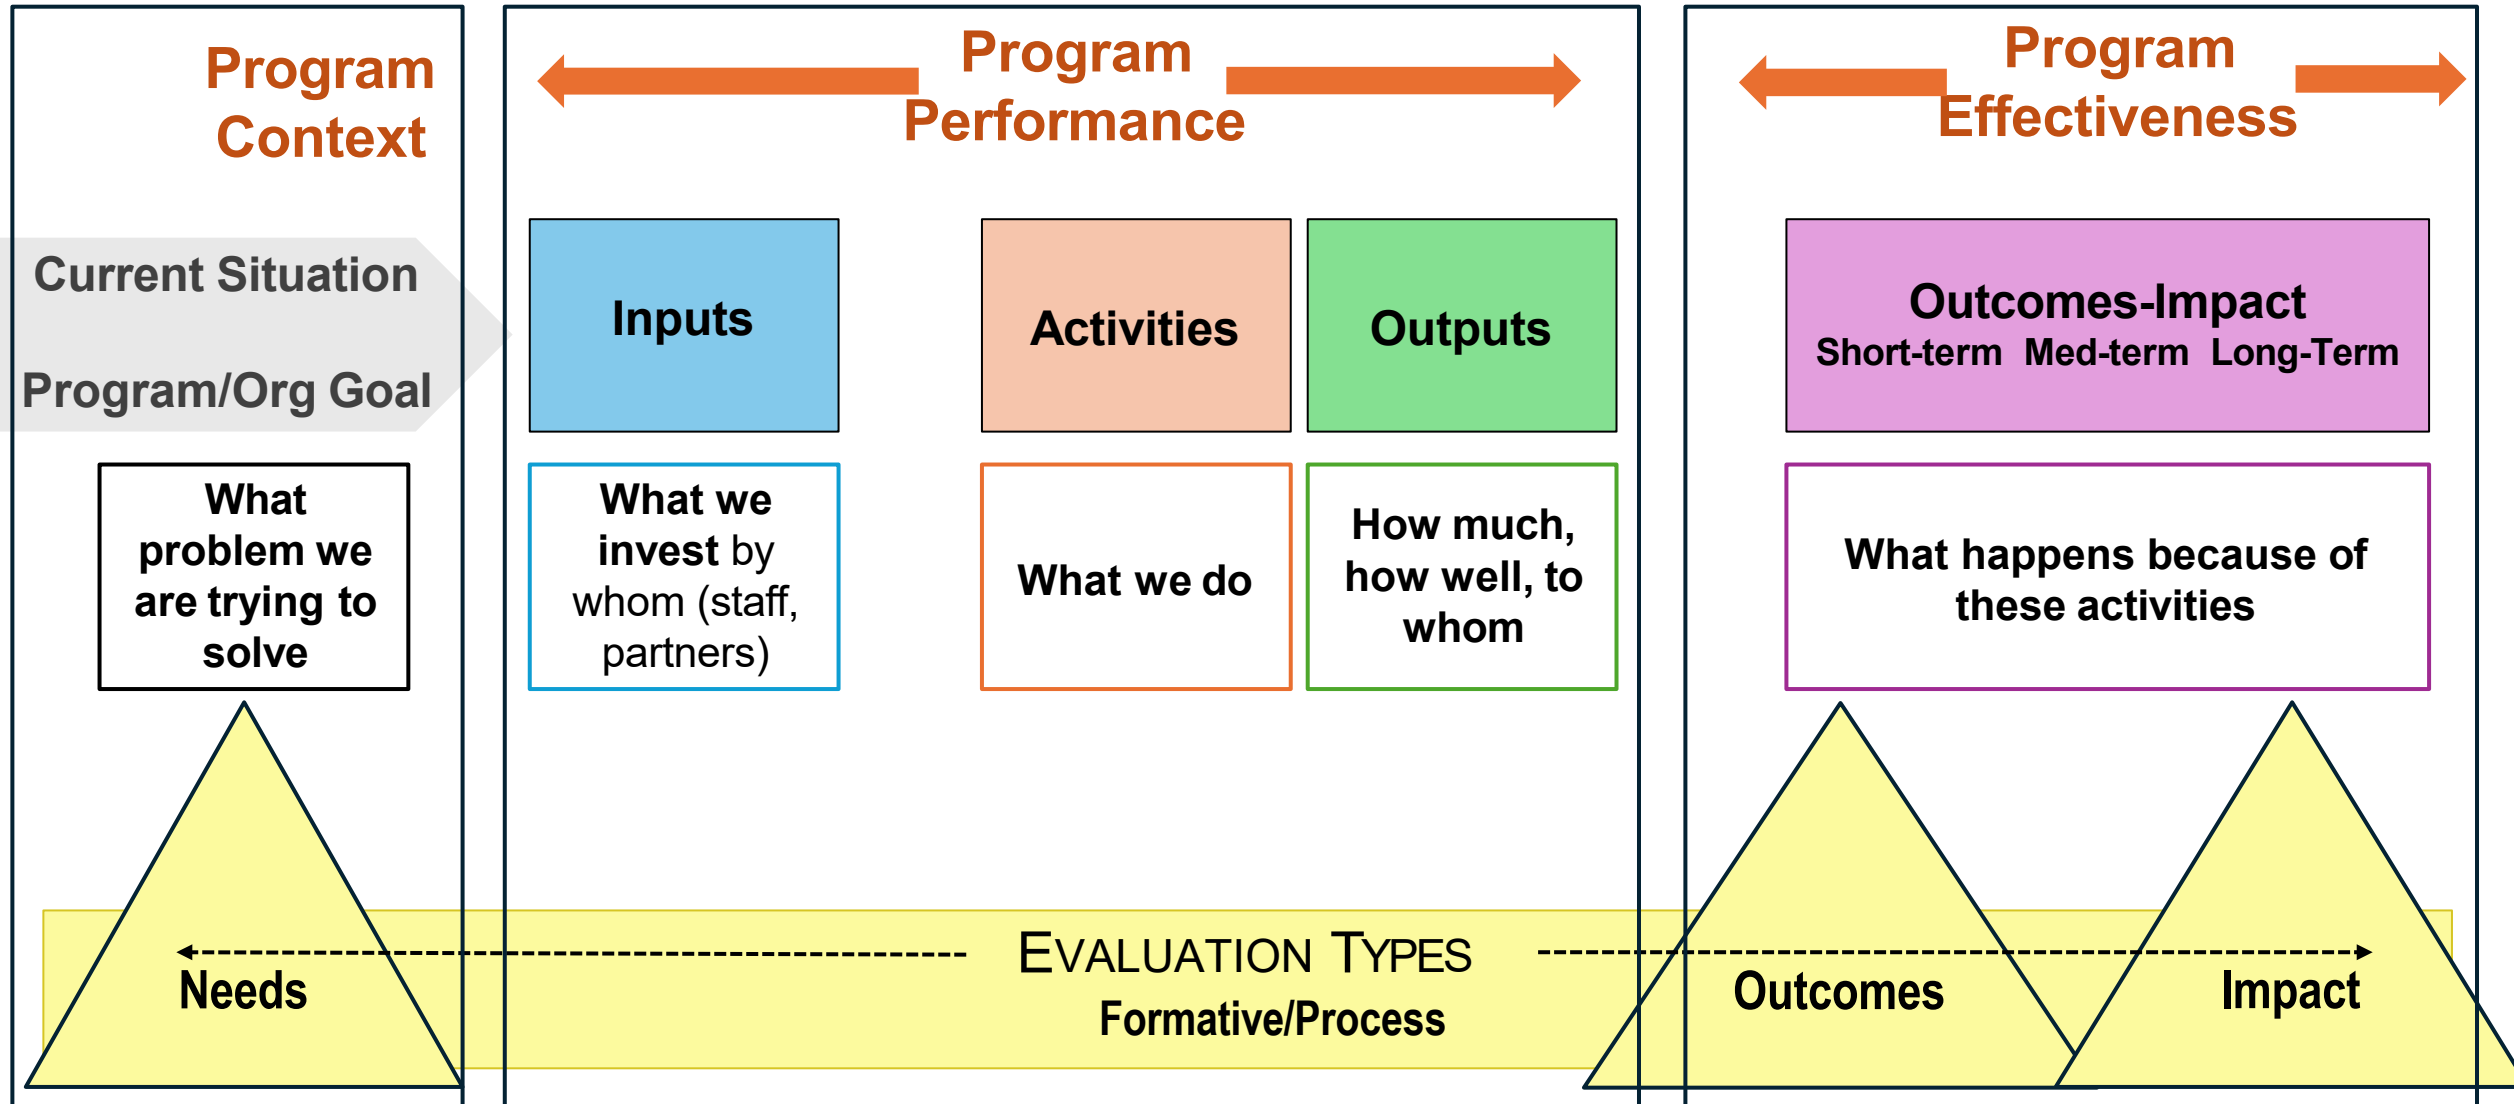 Program
Context
Program
Performance
Program
Effectiveness
Current Situation
Program/Org Goal
Inputs
Activities
Outputs
Outcomes-Impact
Short-term Med-term Long-Term
What
problem we
are trying to
solve
What we
invest by
whom (staff,
partners)
What we do
How much,
how well, to
whom
What happens because of
these activities
EVALUATION TYPES
Needs
Formative/Process
Outcomes
Impact